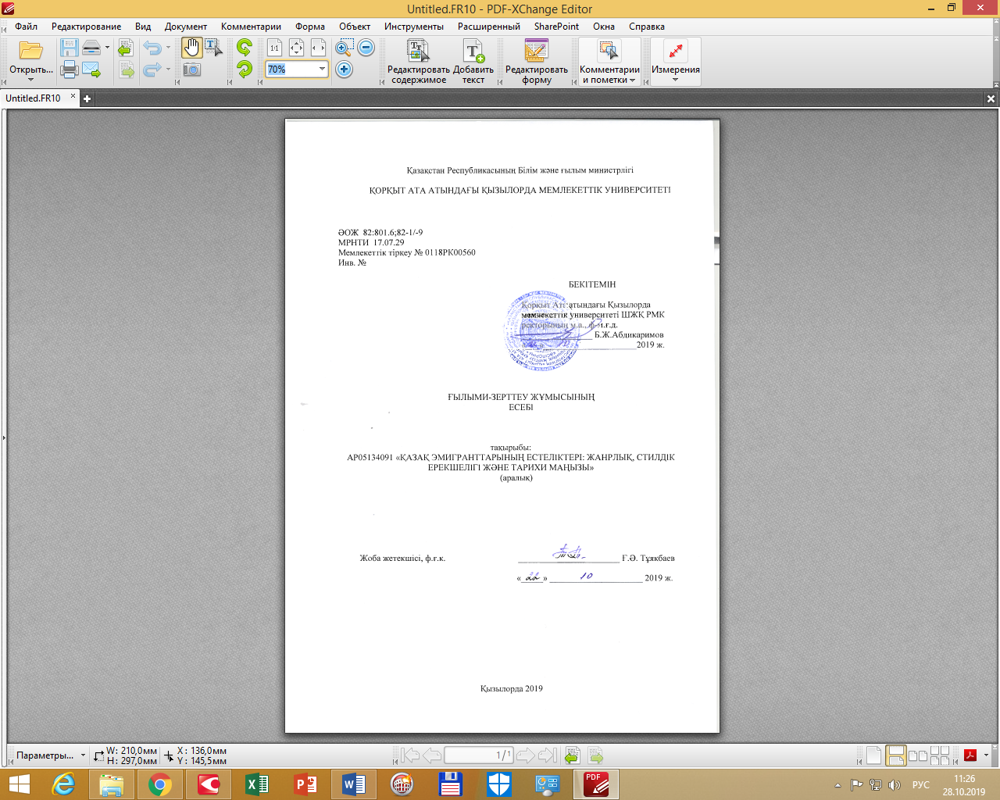 Untitled.FR10 - PDF-XChange Editor
Файл Редактирование Вид Документ Комментарии Форма Объект Инструменты Расширенный SharePoint Окна Справка
Открыть...
1:1
70%
Редактировать содержимое
Добавить текст
Редактировать форму
Комментарии и пометки
Измерения
Untitled.FR10
Қазақстан Республикасының Білім және ғылым министрлігі
ҚОРҚЫТ АТА АТЫНДАҒЫ ҚЫЗЫЛОРДА МЕМЛЕКЕТТІК УНИВЕРСИТЕТІ
ӘОЖ 82:801.6;82-1/-9
МРНТИ 17.07.29
Мемлекеттік тіркеу № 0118РК00560
Инв. №
БЕКІТЕМІН
Қорқыт Ата атындағы Қызылорда
мемлекеттік университеті ШЖҚ РМК
ректорының м.а., ф-м.ғ.д.
Б.Ж.Абдикаримов
2019 ж.
ҒЫЛЫМИ-ЗЕРТТЕУ ЖҰМЫСЫНЫҢ
ЕСЕБІ
тақырыбы:
АР05134091 «ҚАЗАҚ ЭМИГРАНТТАРЫНЫҢ ЕСТЕЛІКТЕРІ: ЖАНРЛЫҚ, СТИЛДІК
ЕРЕКШЕЛІГІ ЖӘНЕ ТАРИХИ МАҢЫЗЫ»
(аралық)
Жоба жетекшісі, ф.ғ.к. Ғ.Ә. Тұяқбаев
«22» 10 2019 ж.
Қызылорда 2019
Параметры...
W: 210,0мм
H: 297,0мм
X: 136,0мм
Y: 145,5мм
1/1
РУС
11:26
28.10.2019